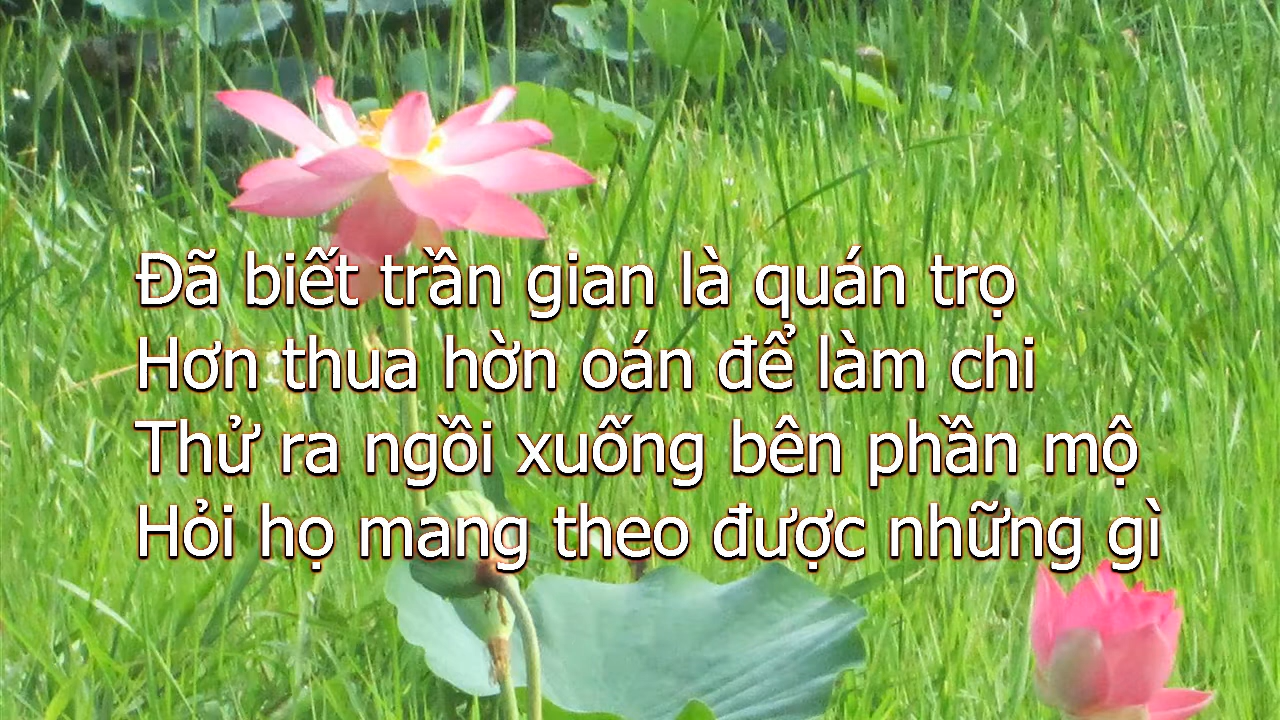 Đã biết trần gian là quán trọ
Hơn thua hờn oán để làm chi
Thử ra ngồi xuống bên phần mộ
Hỏi họ mang theo được những gì